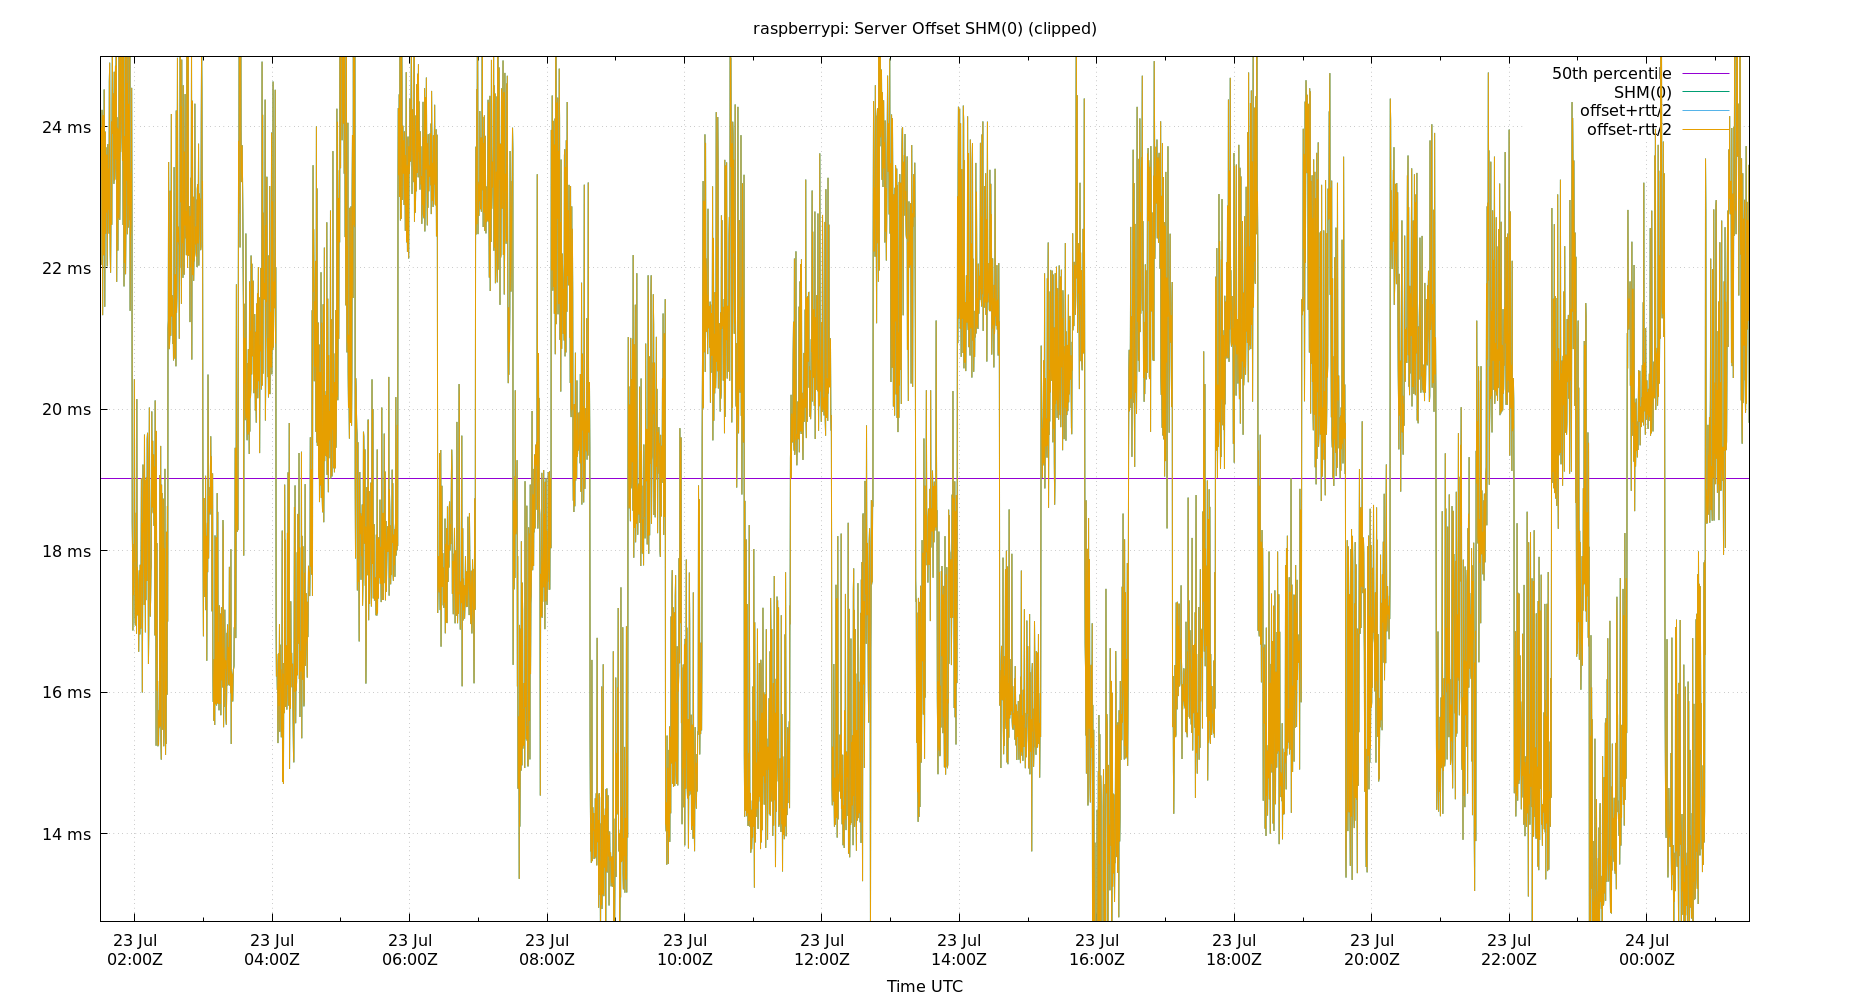 raspberrypi: Server Offset SHM(0) (clipped)
50th percentile
SHM(0)
offset+rtt/2
offset-rtt/2
24 ms
22 ms
20 ms
18 ms
16 ms
14 ms
23 Jul 23 Jul 23 Jul 23 Jul 23 Jul 23 Jul 23 Jul 23 Jul 23 Jul 23 Jul 23 Jul 24 Jul
02:00Z 04:00Z 06:00Z 08:00Z 10:00Z 12:00Z 14:00Z 16:00Z 18:00Z 20:00Z 22:00Z 00:00Z
Time UTC